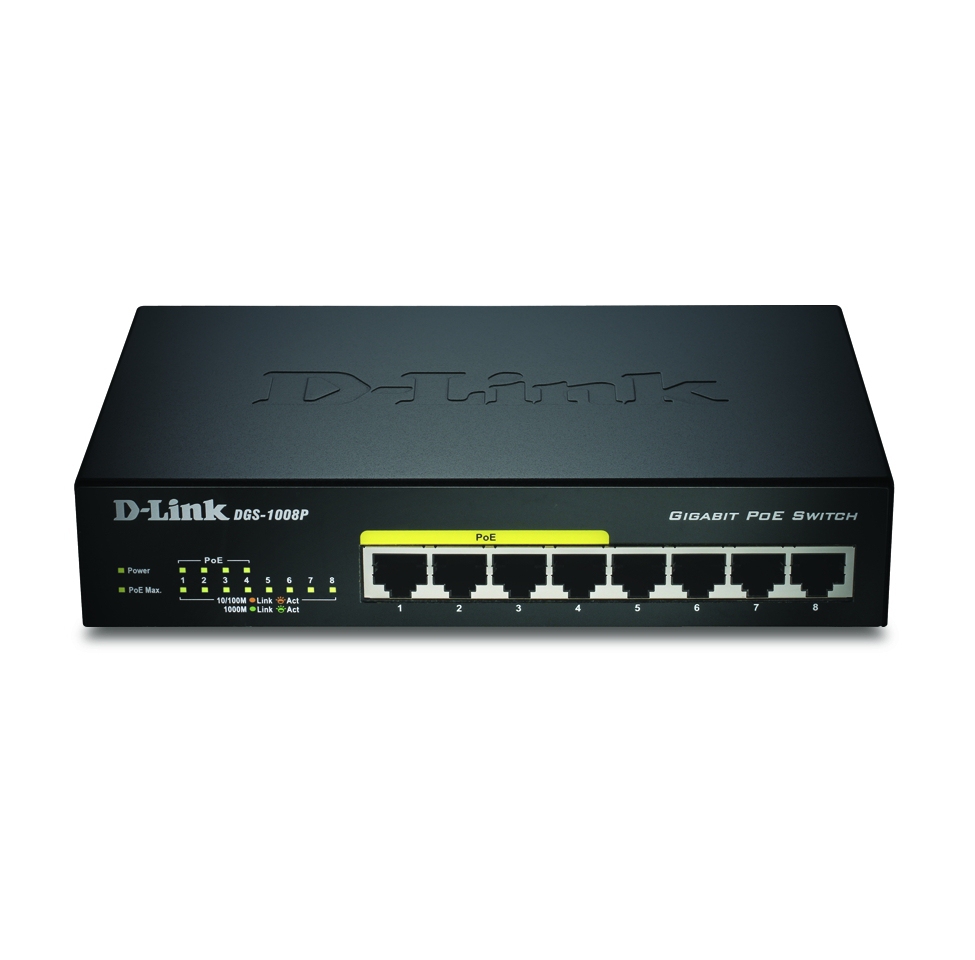 D-Link
D-Link DGS-1008P
GIGABIT POE SWITCH
PoE
PoE
Power
1 2 3 4 5 6 7 8
PoE Max.
10/100M Link Act
1000M Link Act
1 2 3 4 5 6 7 8